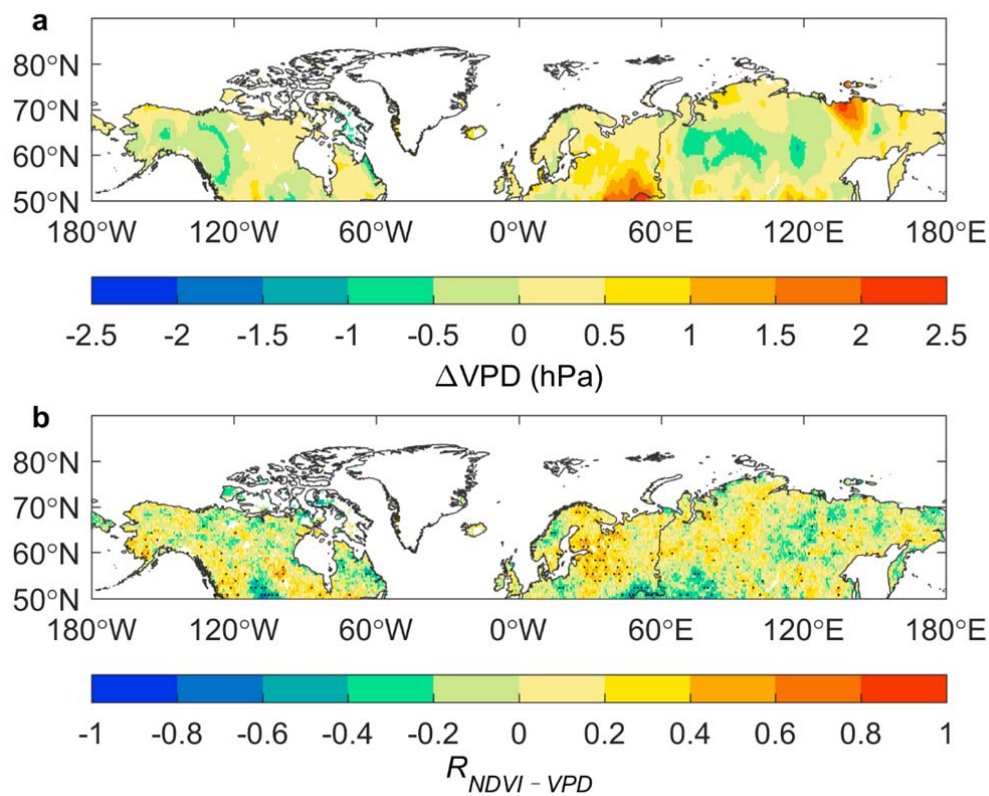 a
80°N
70°N
60°N
50°N
180°W 120°W 60°W 0°W 60°E 120°E 180°E
-2.5 -2 -1.5 -1 -0.5 0 0.5 1 1.5 2 2.5
ΔVPD (hPa)
b
80°N
70°N
60°N
50°N
180°W 120°W 60°W 0°W 60°E 120°E 180°E
-1 -0.8 -0.6 -0.4 -0.2 0 0.2 0.4 0.6 0.8 1
R NDVI - VPD